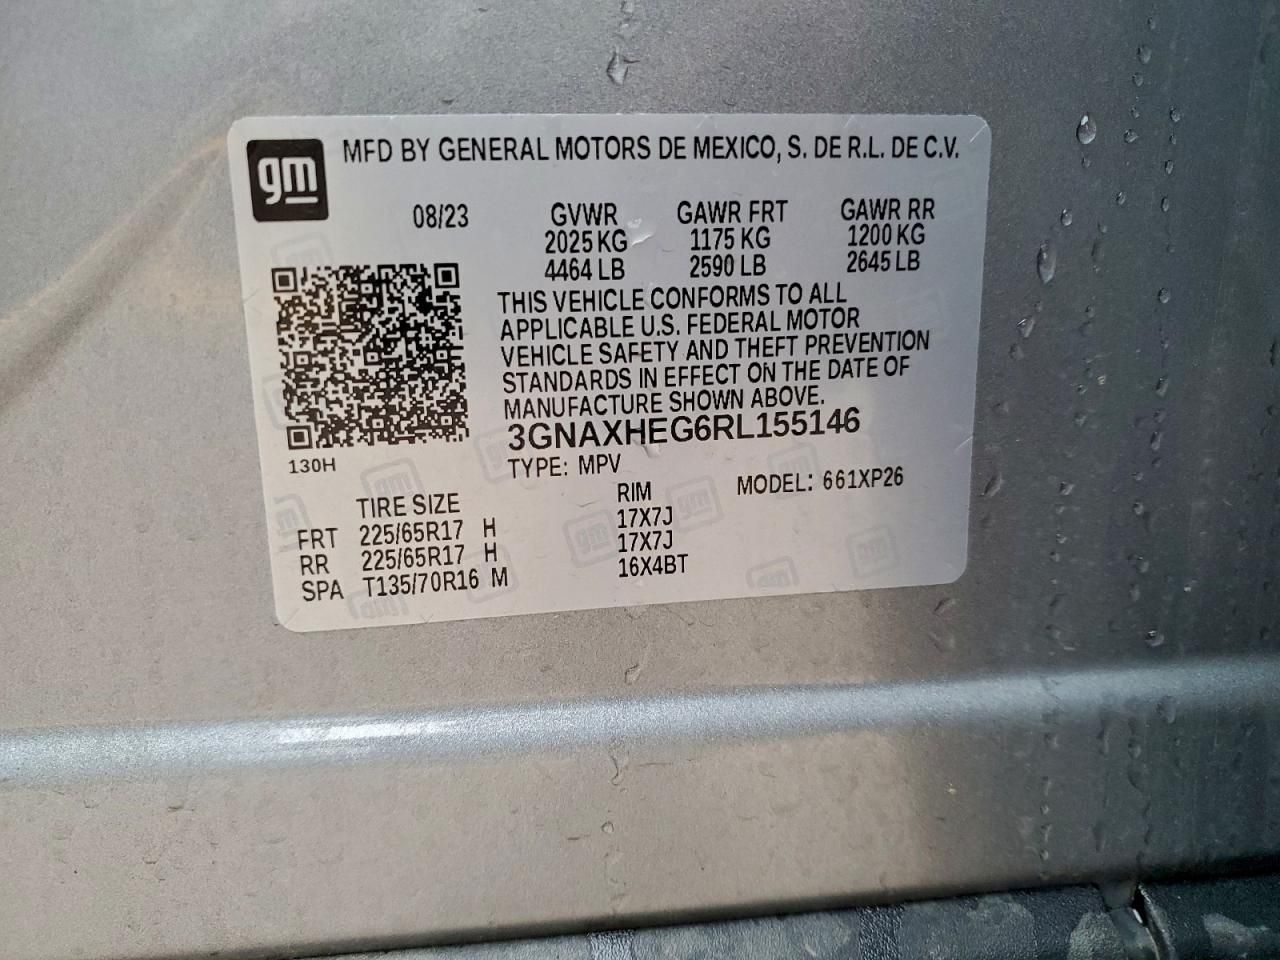 gm
MFD BY GENERAL MOTORS DE MEXICO, S. DE R.L. DE C.V.
08/23 GVWR GAWR FRT GAWR RR
2025 KG 1175 KG 1200 KG
4464 LB 2590 LB 2645 LB
THIS VEHICLE CONFORMS TO ALL
APPLICABLE U.S. FEDERAL MOTOR
VEHICLE SAFETY AND THEFT PREVENTION
STANDARDS IN EFFECT ON THE DATE OF
MANUFACTURE SHOWN ABOVE.
3GNAXHEG6RL155146
130H
TYPE: MPV MODEL: 661XP26
TIRE SIZE RIM
FRT 225/65R17 H 17X7J
RR 225/65R17 H 17X7J
SPA T135/70R16 M 16X4BT